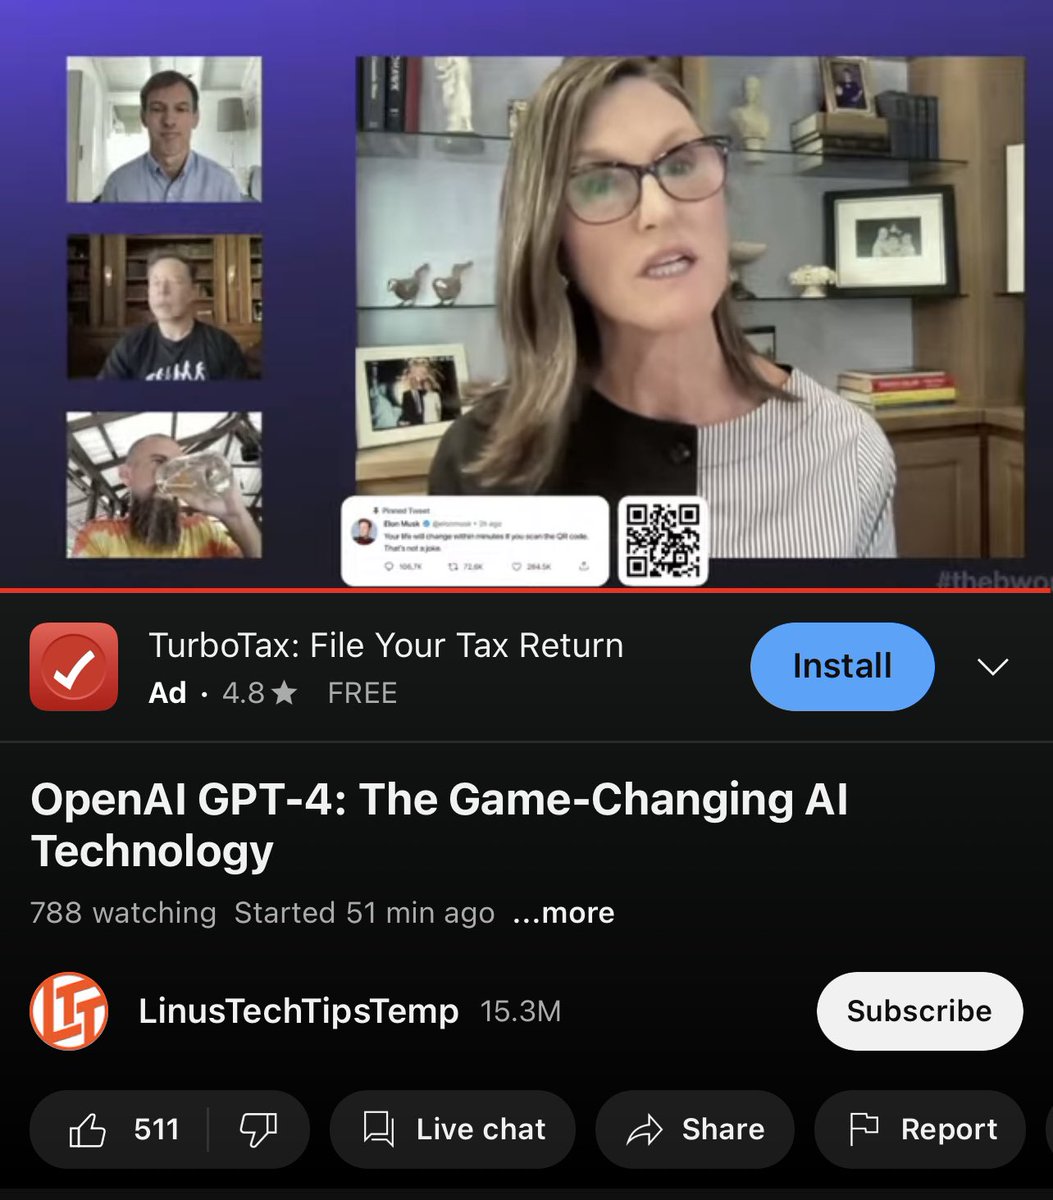 Pinned Tweet
Elon Musk @elonmusk • 2h ago
Your life will change within minutes if you scan the QR code.
That's not a joke.
106,7K 72,6K 264,5K
#thebwor
TurboTax: File Your Tax Return
Install
Ad · 4.8 ★ FREE
OpenAI GPT-4: The Game-Changing AI
Technology
788 watching Started 51 min ago ...more
LTT
LinusTechTipsTemp 15.3M
Subscribe
511
Live chat
Share
Report